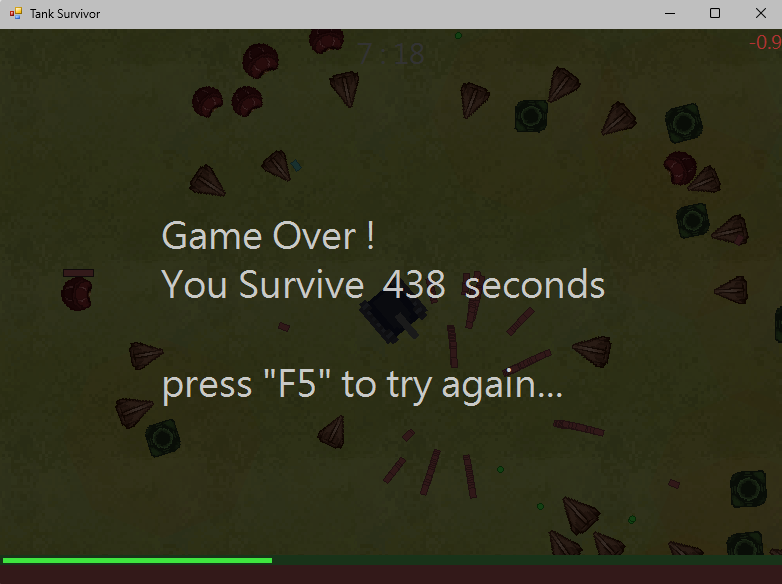 Tank Survivor
7 : 18
-0.9
Game Over !
You Survive 438 seconds
press "F5" to try again...